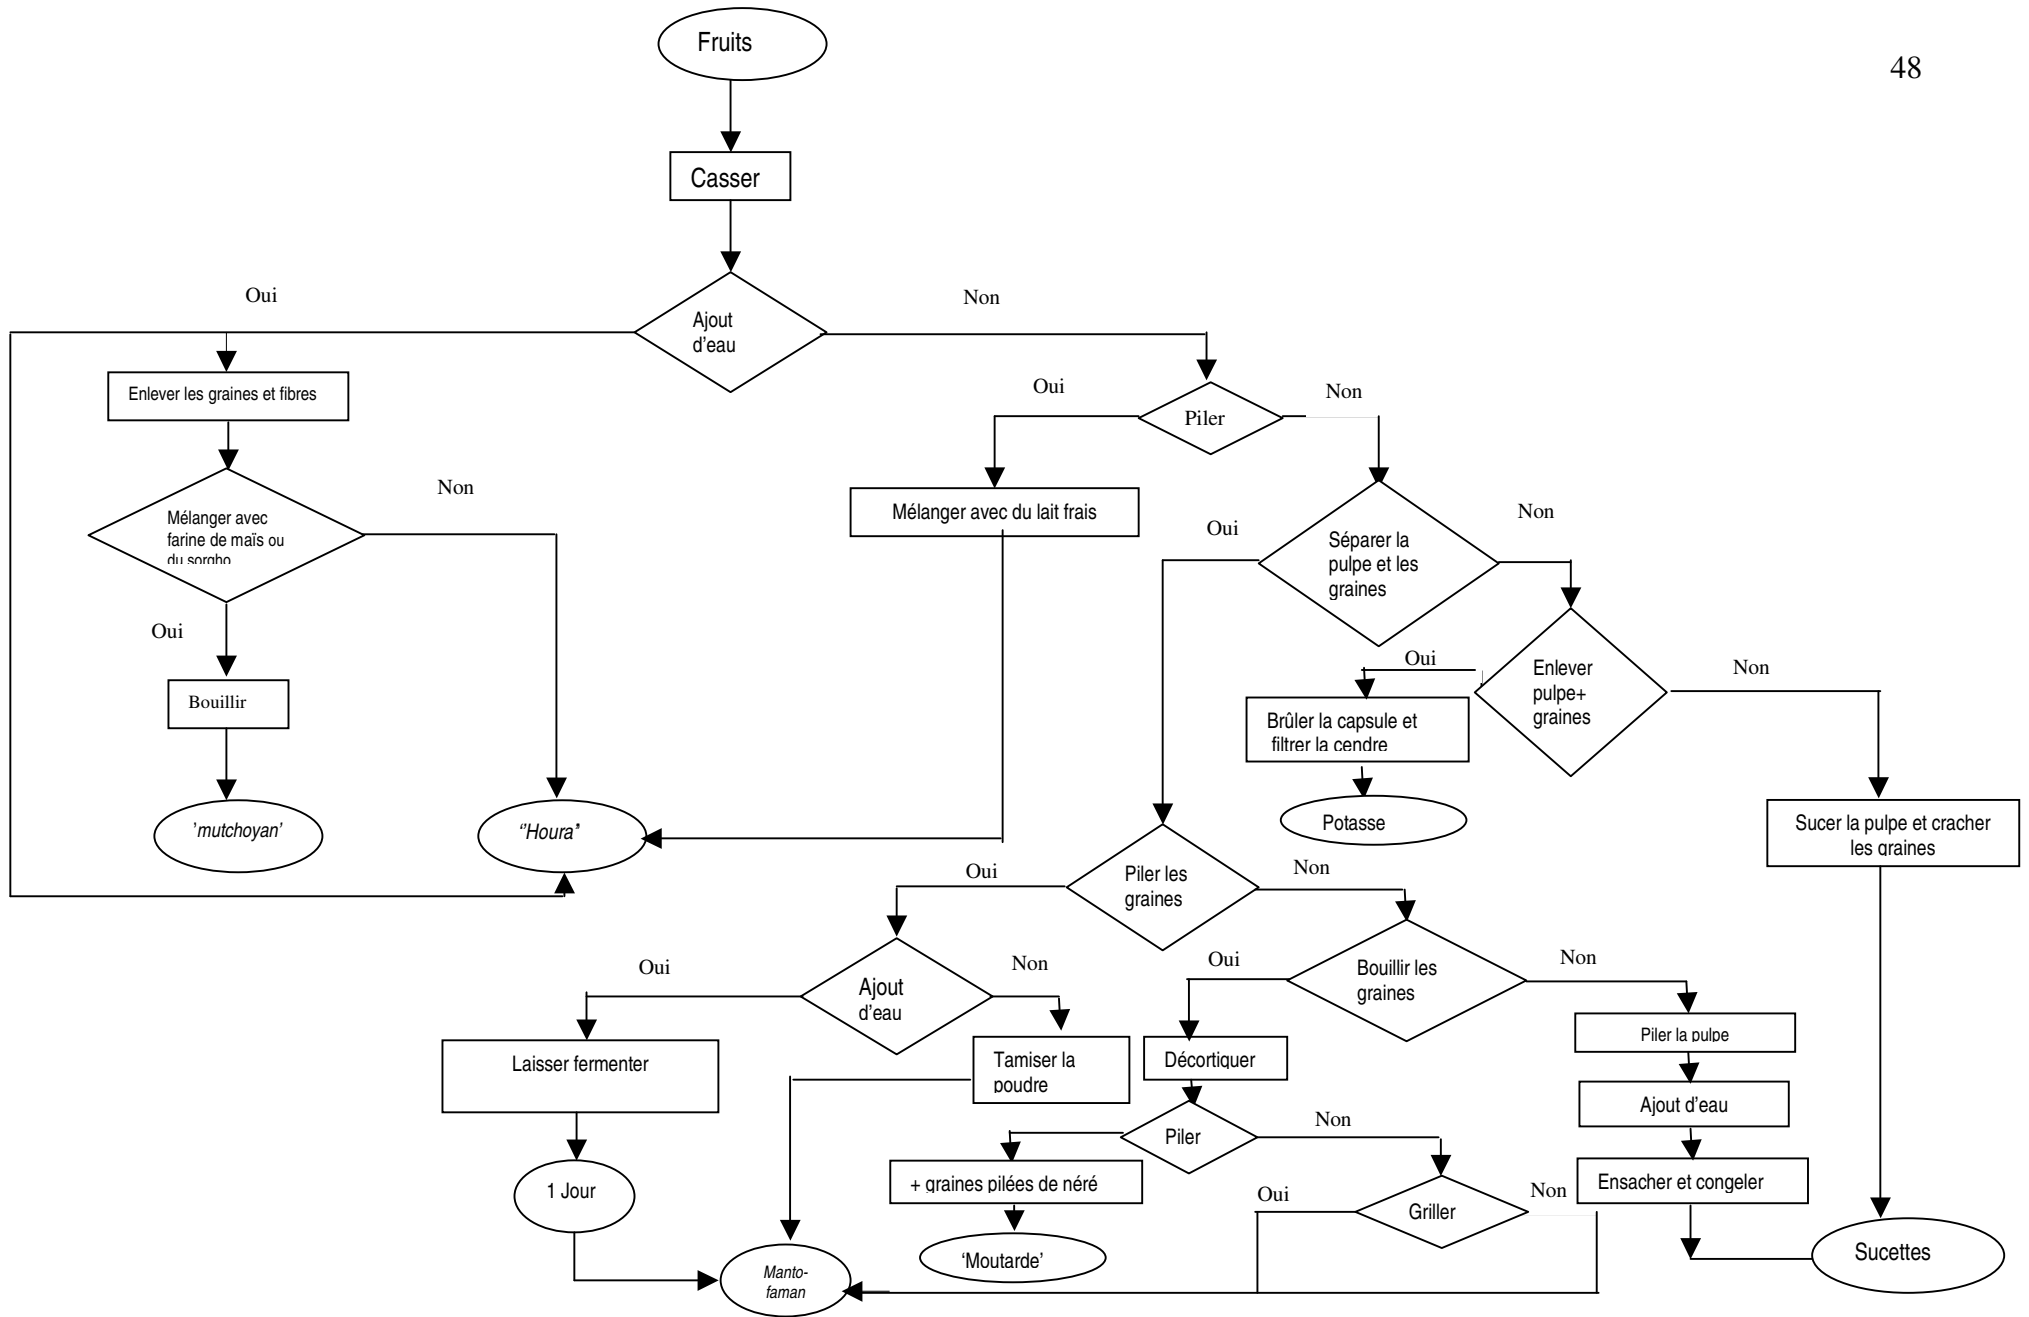 Fruits
48
Casser
Oui
Non
Ajout
d'eau
Enlever les graines et fibres
Oui
Non
Piler
Non
Mélanger avec
farine de maïs ou
du sorgho
Mélanger avec du lait frais
Oui
Non
Séparer la
pulpe et les
graines
Oui
Bouillir
Oui
Enlever
pulpe+
graines
Non
Brûler la capsule et
filtrer la cendre
'mutchoyan'
‘’Houra’’
Potasse
Sucer la pulpe et cracher
les graines
Oui
Piler les
graines
Non
Oui
Ajout
d'eau
Non
Oui
Bouillir les
graines
Non
Laisser fermenter
Tamiser la
poudre
Décortiquer
Piler la pulpe
Ajout d'eau
Piler
Non
1 Jour
+ graines pilées de néré
Oui
Griller
Non
Ensacher et congeler
‘Moutarde’
Sucettes
Manto-
faman